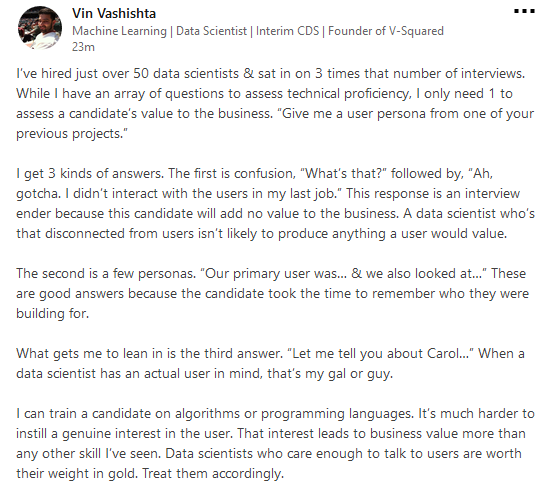 Vin Vashishta
Machine Learning | Data Scientist | Interim CDS | Founder of V-Squared
23m
I've hired just over 50 data scientists & sat in on 3 times that number of interviews.
While I have an array of questions to assess technical proficiency, I only need 1 to
assess a candidate's value to the business. "Give me a user persona from one of your
previous projects."
I get 3 kinds of answers. The first is confusion, "What's that?" followed by, "Ah,
gotcha. I didn't interact with the users in my last job." This response is an interview
ender because this candidate will add no value to the business. A data scientist who's
that disconnected from users isn't likely to produce anything a user would value.
The second is a few personas. "Our primary user was... & we also looked at..." These
are good answers because the candidate took the time to remember who they were
building for.
What gets me to lean in is the third answer. "Let me tell you about Carol..." When a
data scientist has an actual user in mind, that's my gal or guy.
I can train a candidate on algorithms or programming languages. It's much harder to
instill a genuine interest in the user. That interest leads to business value more than
any other skill I've seen. Data scientists who care enough to talk to users are worth
their weight in gold. Treat them accordingly.